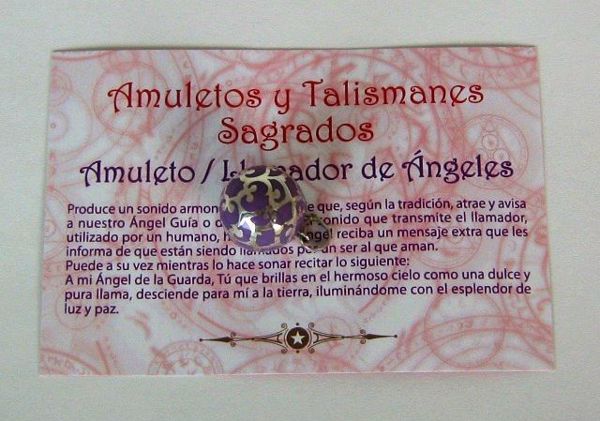 Amuletos y Talismanes
Sagrados
Amuleto / Llamador de Ángeles
Produce un sonido que, según la tradición, atrae y avisa
a nuestro Ángel Guía o sonido que transmite el llamador,
utilizado por un humano, reciba un mensaje extra que les
informa de que están siendo llamados por un ser al que aman.
Puede a su vez mientras lo hace sonar recitar lo siguiente:
A mi Ángel de la Guarda, Tú que brillas en el hermoso cielo como una dulce y
pura llama, desciende para mí a la tierra, iluminándome con el esplendor de
luz y paz.